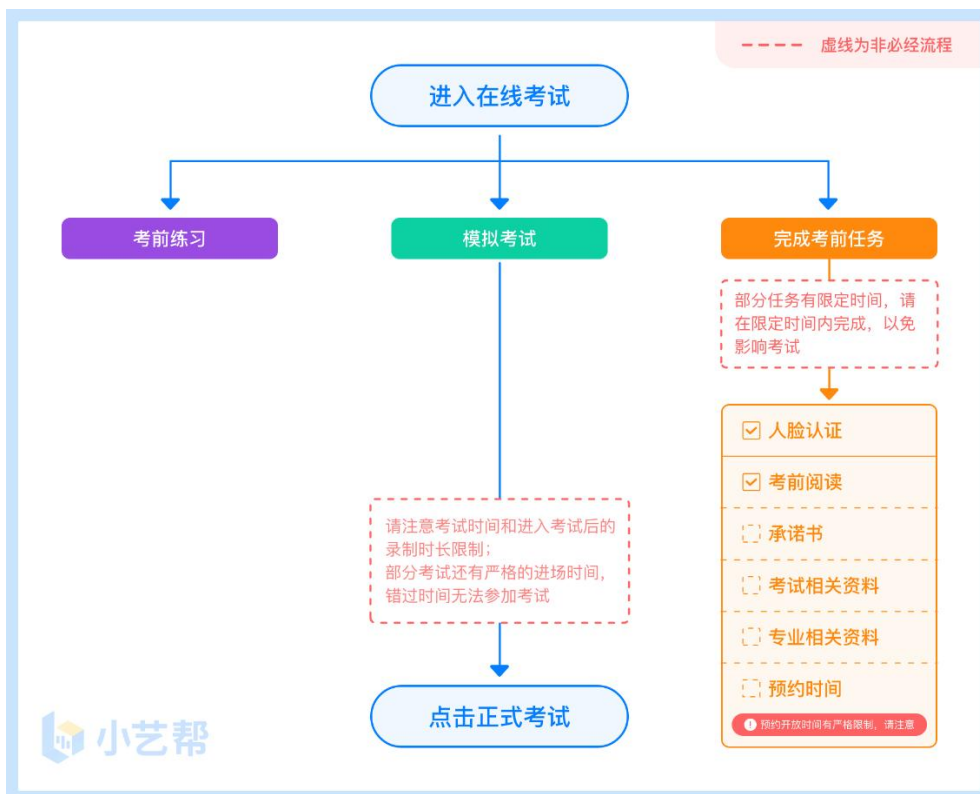 虚线为非必经流程
进入在线考试
考前练习
模拟考试
完成考前任务
部分任务有限定时间，请
在限定时间内完成，以免
影响考试
人脸认证
考前阅读
承诺书
考试相关资料
专业相关资料
预约时间
预约开放时间有严格限制，请注意
请注意考试时间和进入考试后的
录制时长限制；
部分考试还有严格的进场时间，
错过时间无法参加考试
点击正式考试
小艺帮